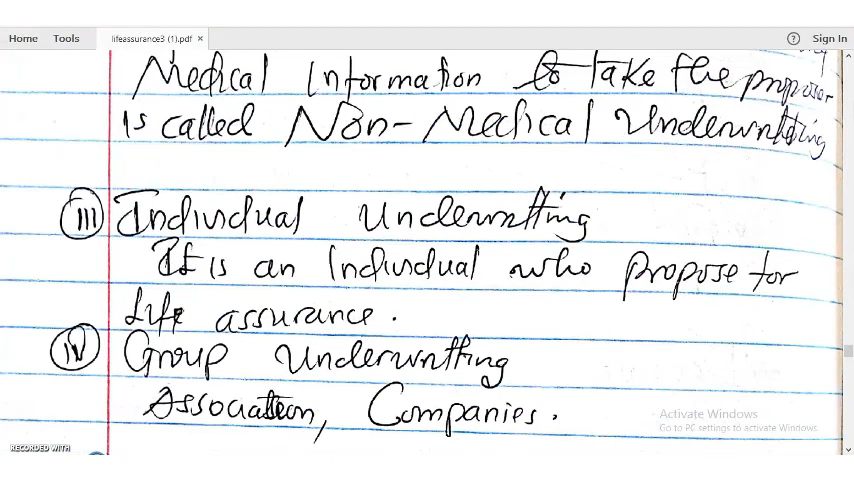 Home Tools lifeassurance3 (1).pdf × ? Sign In
Medical Information to take the proposer
is called Non-Medical Underwriting
(iii) Individual Underwritting
It is an Individual who propose for
Life assurance.
(iv) Group Underwritting
Association, Companies.
Activate Windows
Go to PC settings to activate Windows.
RECORDED WITH